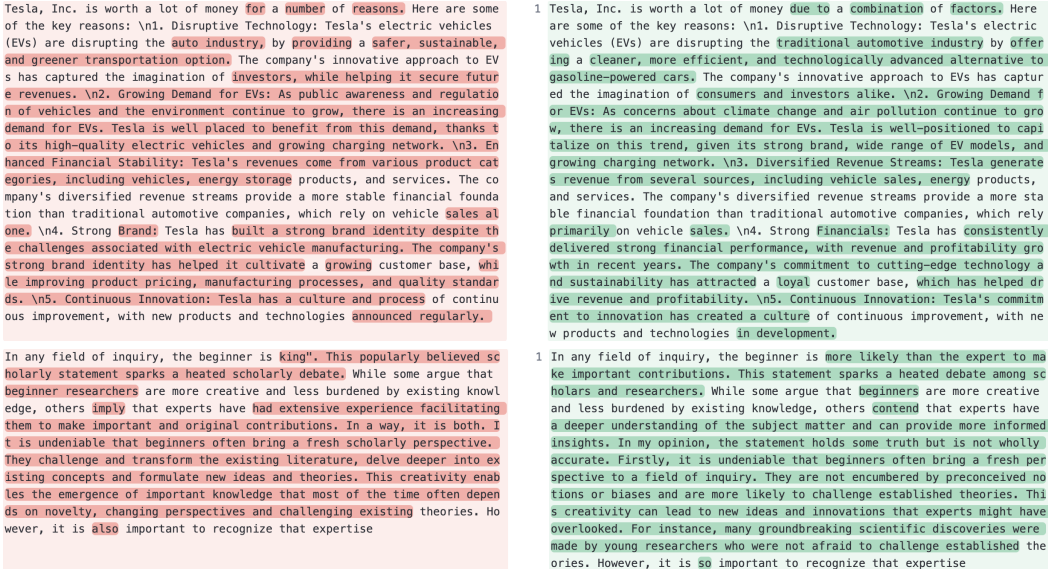 Tesla, Inc. is worth a lot of money for a number of reasons. Here are some
of the key reasons: \n1. Disruptive Technology: Tesla's electric vehicles
(EVs) are disrupting the auto industry, by providing a safer, sustainable,
and greener transportation option. The company's innovative approach to EV
s has captured the imagination of investors, while helping it secure futur
e revenues. \n2. Growing Demand for EVs: As public awareness and regulatio
n of vehicles and the environment continue to grow, there is an increasing
demand for EVs. Tesla is well placed to benefit from this demand, thanks t
o its high-quality electric vehicles and growing charging network. \n3. En
hanced Financial Stability: Tesla's revenues come from various product cat
egories, including vehicles, energy storage products, and services. The co
mpany's diversified revenue streams provide a more stable financial founda
tion than traditional automotive companies, which rely on vehicle sales al
one. \n4. Strong Brand: Tesla has built a strong brand identity despite th
e challenges associated with electric vehicle manufacturing. The company's
strong brand identity has helped it cultivate a growing customer base, whi
le improving product pricing, manufacturing processes, and quality standar
ds. \n5. Continuous Innovation: Tesla has a culture and process of continu
ous improvement, with new products and technologies announced regularly.
1 Tesla, Inc. is worth a lot of money due to a combination of factors. Here
are some of the key reasons: \n1. Disruptive Technology: Tesla's electric
vehicles (EVs) are disrupting the traditional automotive industry by offer
ing a cleaner, more efficient, and technologically advanced alternative to
gasoline-powered cars. The company's innovative approach to EVs has captur
ed the imagination of consumers and investors alike. \n2. Growing Demand f
or EVs: As concerns about climate change and air pollution continue to gro
w, there is an increasing demand for EVs. Tesla is well-positioned to capi
talize on this trend, given its strong brand, wide range of EV models, and
growing charging network. \n3. Diversified Revenue Streams: Tesla generate
s revenue from several sources, including vehicle sales, energy products,
and services. The company's diversified revenue streams provide a more sta
ble financial foundation than traditional automotive companies, which rely
primarily on vehicle sales. \n4. Strong Financials: Tesla has consistently
delivered strong financial performance, with revenue and profitability gro
wth in recent years. The company's commitment to cutting-edge technology a
nd sustainability has attracted a loyal customer base, which has helped dr
ive revenue and profitability. \n5. Continuous Innovation: Tesla's commitm
ent to innovation has created a culture of continuous improvement, with ne
w products and technologies in development.
In any field of inquiry, the beginner is king". This popularly believed sc
holarly statement sparks a heated scholarly debate. While some argue that
beginner researchers are more creative and less burdened by existing knowl
edge, others imply that experts have had extensive experience facilitating
them to make important and original contributions. In a way, it is both. I
t is undeniable that beginners often bring a fresh scholarly perspective.
They challenge and transform the existing literature, delve deeper into ex
isting concepts and formulate new ideas and theories. This creativity enab
les the emergence of important knowledge that most of the time often depen
ds on novelty, changing perspectives and challenging existing theories. Ho
wever, it is also important to recognize that expertise
1 In any field of inquiry, the beginner is more likely than the expert to ma
ke important contributions. This statement sparks a heated debate among sc
holars and researchers. While some argue that beginners are more creative
and less burdened by existing knowledge, others contend that experts have
a deeper understanding of the subject matter and can provide more informed
insights. In my opinion, the statement holds some truth but is not wholly
accurate. Firstly, it is undeniable that beginners often bring a fresh per
spective to a field of inquiry. They are not encumbered by preconceived no
tions or biases and are more likely to challenge established theories. Thi
s creativity can lead to new ideas and innovations that experts might have
overlooked. For instance, many groundbreaking scientific discoveries were
made by young researchers who were not afraid to challenge established the
ories. However, it is so important to recognize that expertise